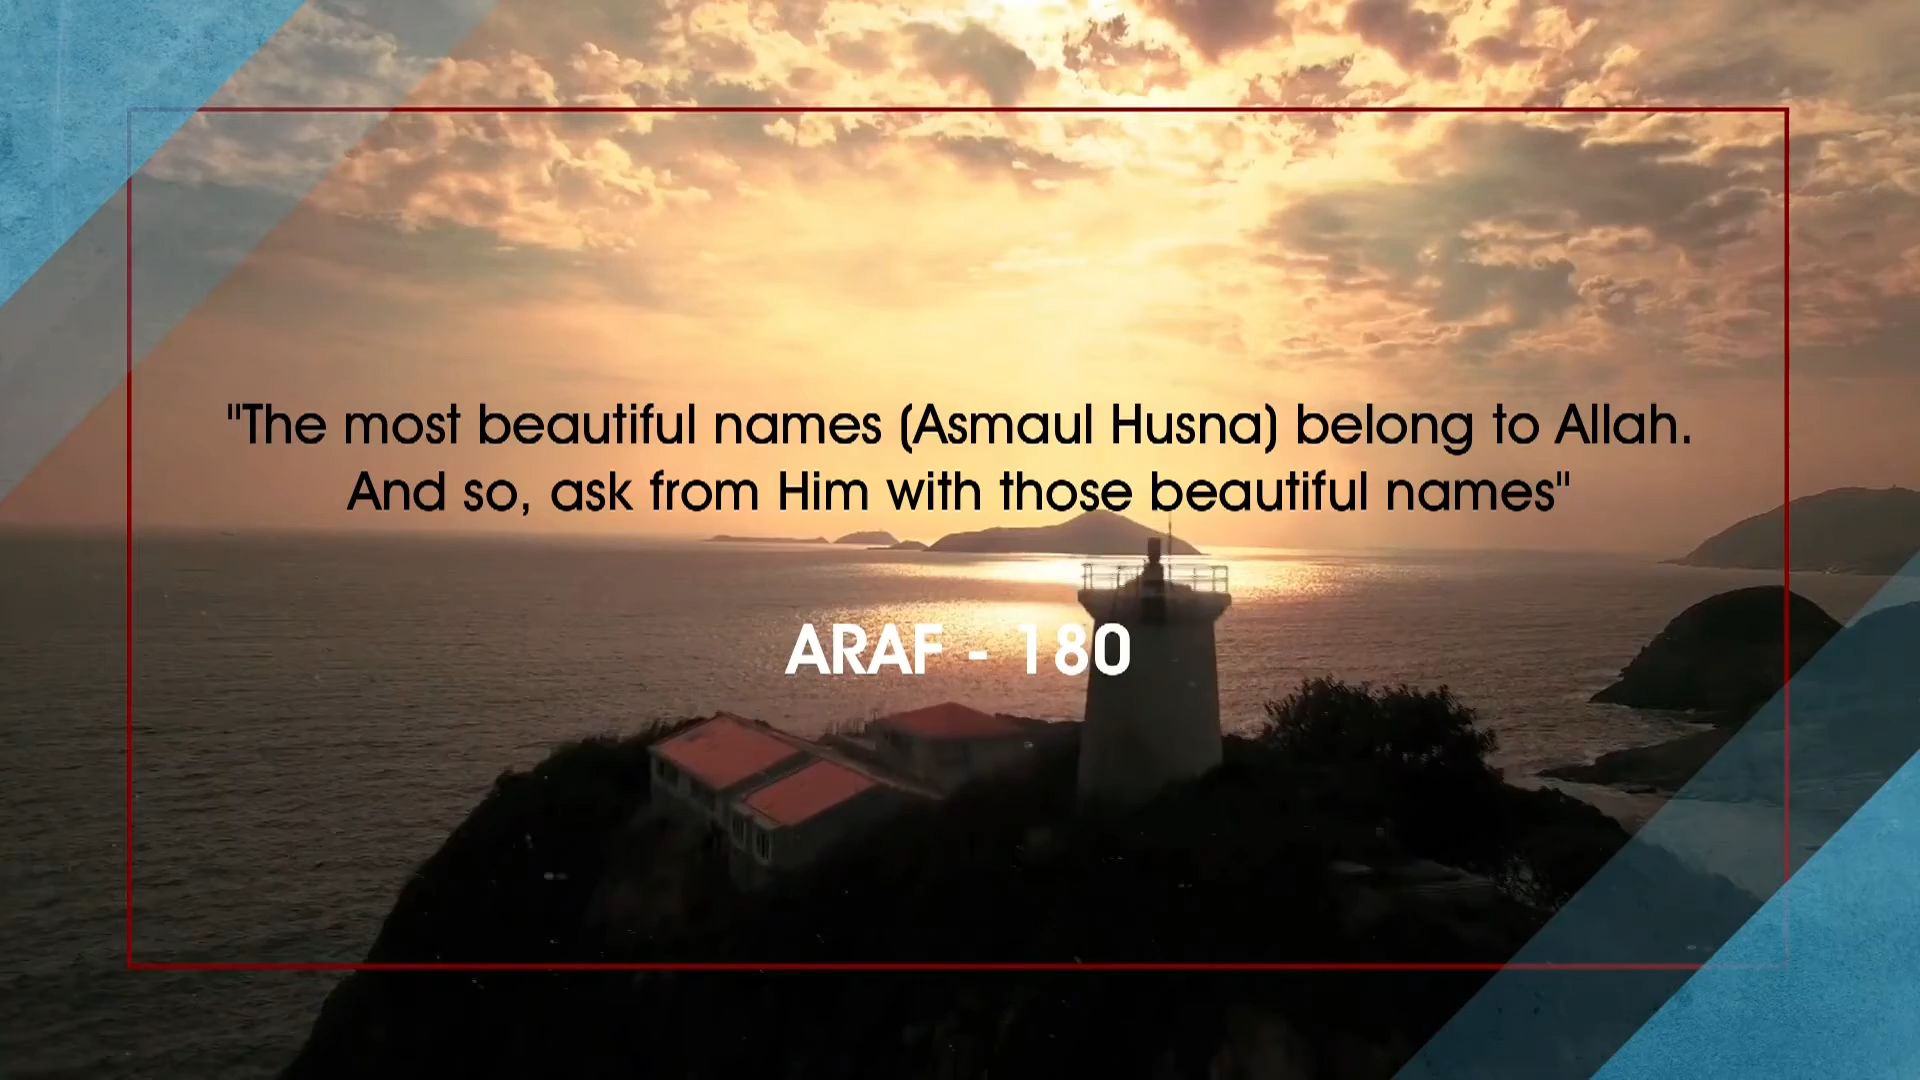 "The most beautiful names (Asmaul Husna) belong to Allah.
And so, ask from Him with those beautiful names"
ARAF - 180